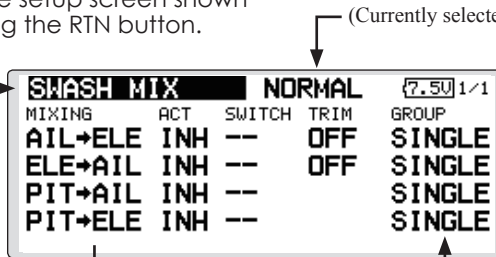 e setup screen shown
g the RTN button.
(Currently selecte
SWASH MIX NORMAL 7.5V 1/1
MIXING ACT SWITCH TRIM GROUP
AIL→ELE INH -- OFF SINGLE
ELE→AIL INH -- OFF SINGLE
PIT→AIL INH -- SINGLE
PIT→ELE INH -- SINGLE